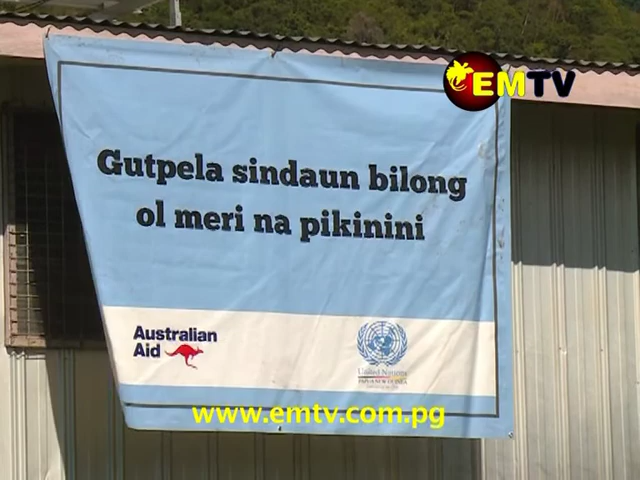 EMTV
Gutpela sindaun bilong
ol meri na pikinini
Australian
Aid
United Nations
PAPUA NEW GUINEA
www.emtv.com.pg